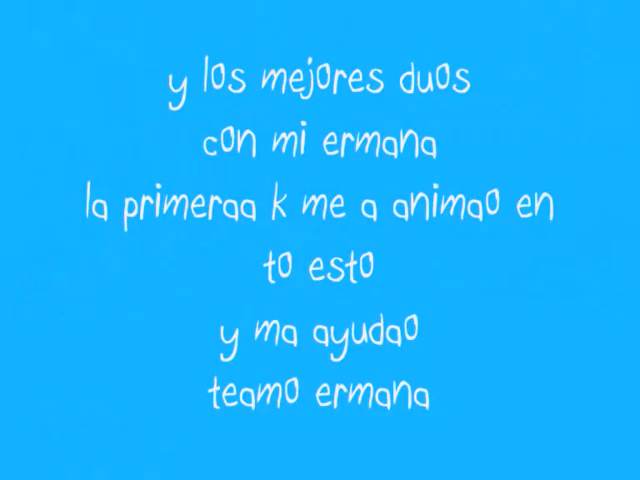 y los mejores duos
con mi ermana
la primeraa k me a animao en
to esto
y ma ayudao
teamo ermana